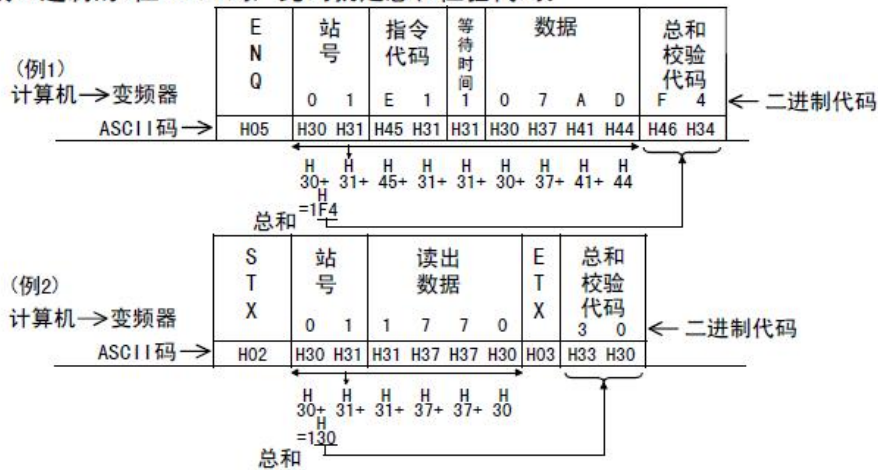 E N Q 站号 指令代码 等待时间 数据 总和校验代码
(例1)
计算机→变频器
0 1 E 1 1 0 7 A D F 4 ← 二进制代码
ASCII码→ H05 H30 H31 H45 H31 H31 H30 H37 H41 H44 H46 H34
H H H H H H H H H
30+ 31+ 45+ 31+ 31+ 30+ 37+ 41+ 44
H
总和 =1F4
S T X 站号 读出数据 E T X 总和校验代码
(例2)
计算机→变频器
0 1 1 7 7 0 3 0 ← 二进制代码
ASCII码→ H02 H30 H31 H31 H37 H37 H30 H03 H33 H30
H H H H H H
30+ 31+ 31+ 37+ 37+ 30
H
=130
总和